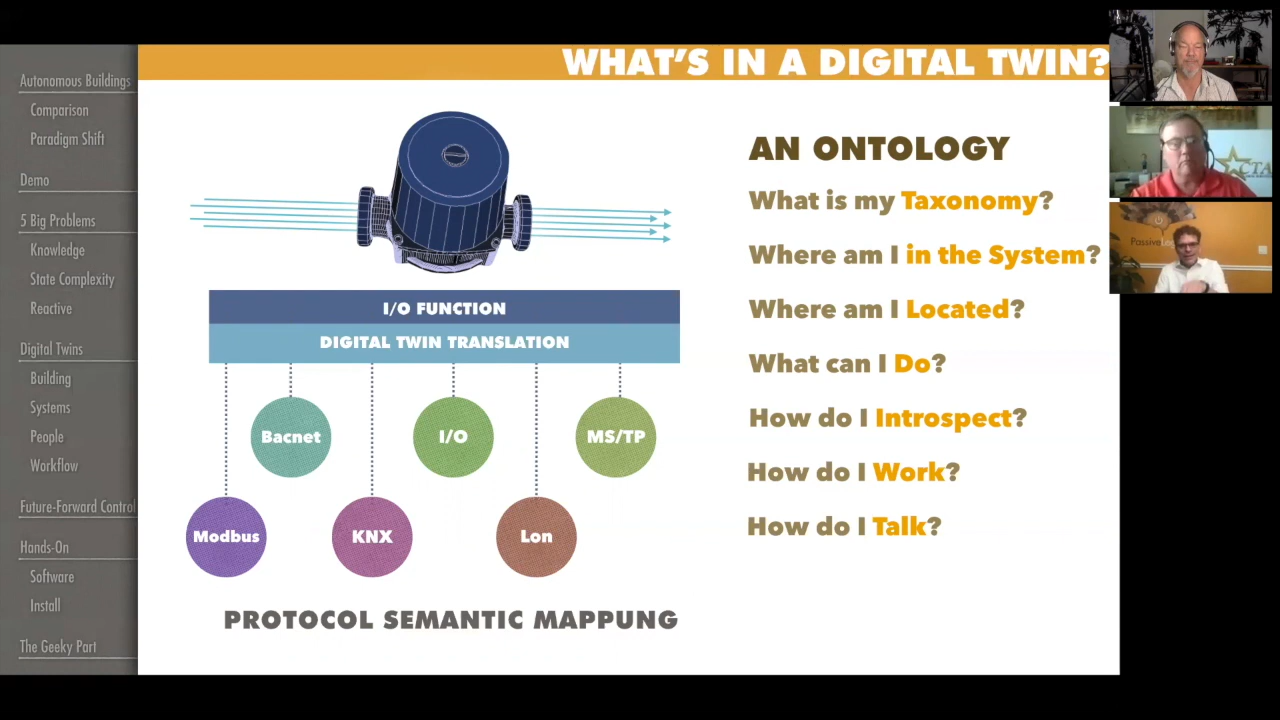 WHAT'S IN A DIGITAL TWIN?
Autonomous Buildings
Comparison
Paradigm Shift
Demo
5 Big Problems
Knowledge
State Complexity
Reactive
Digital Twins
Building
Systems
People
Workflow
Future-Forward Control
Hands-On
Software
Install
The Geeky Part
I/O FUNCTION
DIGITAL TWIN TRANSLATION
Bacnet
I/O
MS/TP
Modbus
KNX
Lon
PROTOCOL SEMANTIC MAPPUNG
AN ONTOLOGY
What is my Taxonomy?
Where am I in the System?
Where am I Located?
What can I Do?
How do I Introspect?
How do I Work?
How do I Talk?
CTA